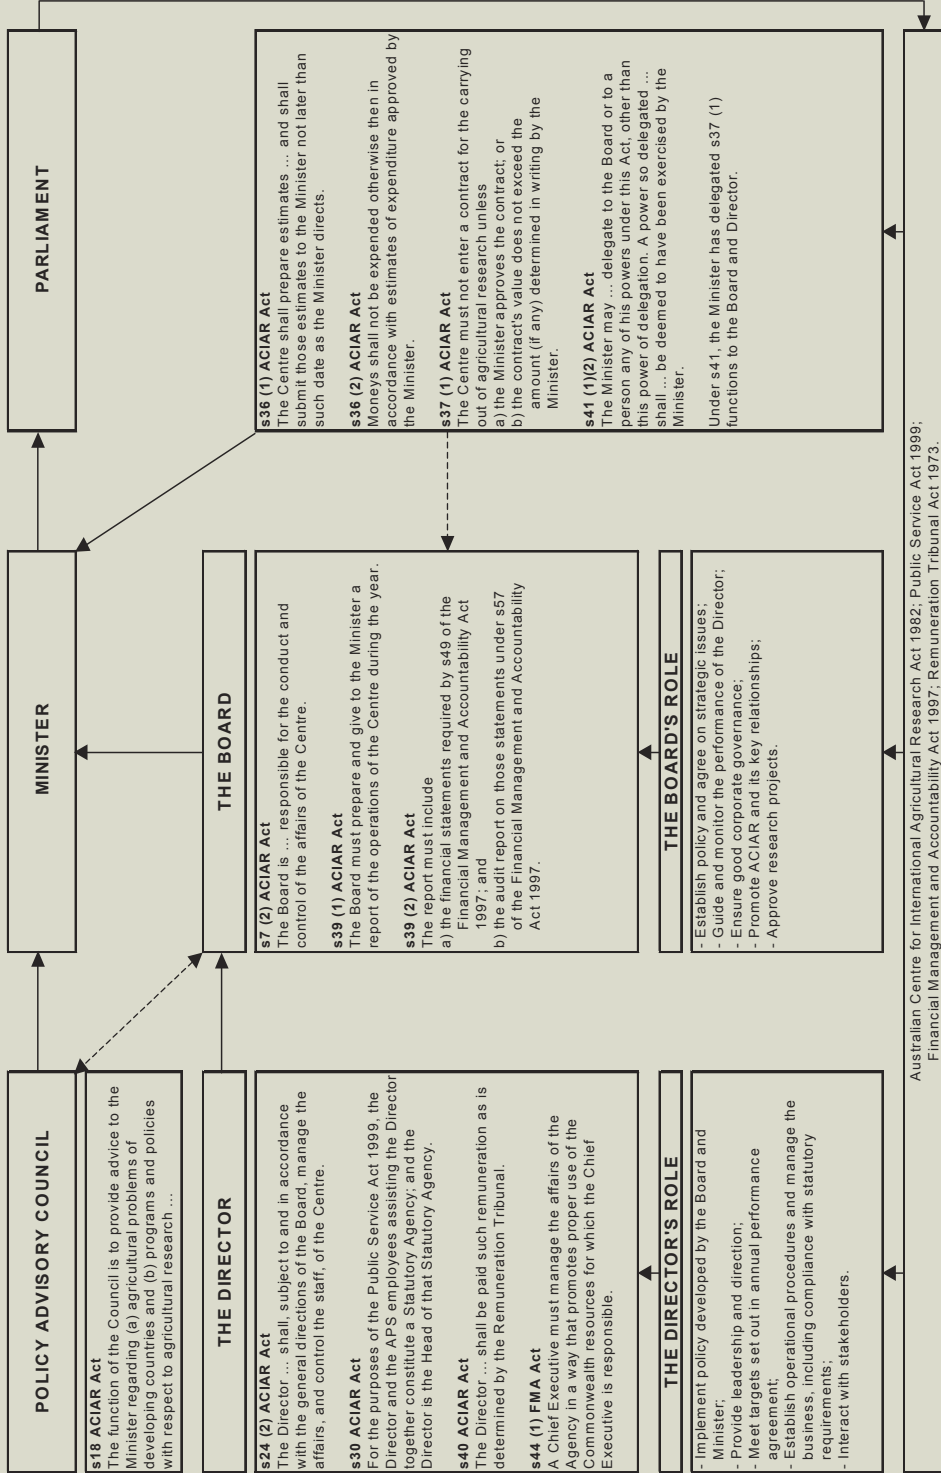 POLICY ADVISORY COUNCIL
s18 ACIAR Act
The function of the Council is to provide advice to the
Minister regarding (a) agricultural problems of
developing countries and (b) programs and policies
with respect to agricultural research ...
THE DIRECTOR
s24 (2) ACIAR Act
The Director ... shall, subject to and in accordance
with the general directions of the Board, manage the
affairs, and control the staff, of the Centre.
s30 ACIAR Act
For the purposes of the Public Service Act 1999, the
Director and the APS employees assisting the Director
together constitute a Statutory Agency; and the
Director is the Head of that Statutory Agency.
s40 ACIAR Act
The Director ... shall be paid such remuneration as is
determined by the Remuneration Tribunal.
s44 (1) FMA Act
A Chief Executive must manage the affairs of the
Agency in a way that promotes proper use of the
Commonwealth resources for which the Chief
Executive is responsible.
THE DIRECTOR'S ROLE
- Implement policy developed by the Board and
Minister;
- Provide leadership and direction;
- Meet targets set out in annual performance
agreement;
- Establish operational procedures and manage the
business, including compliance with statutory
requirements;
- Interact with stakeholders.
MINISTER
THE BOARD
s7 (2) ACIAR Act
The Board is ... responsible for the conduct and
control of the affairs of the Centre.
s39 (1) ACIAR Act
The Board must prepare and give to the Minister a
report of the operations of the Centre during the year.
s39 (2) ACIAR Act
The report must include
a) the financial statements required by s49 of the
Financial Management and Accountability Act
1997; and
b) the audit report on those statements under s57
of the Financial Management and Accountability
Act 1997.
THE BOARD'S ROLE
- Establish policy and agree on strategic issues;
- Guide and monitor the performance of the Director;
- Ensure good corporate governance;
- Promote ACIAR and its key relationships;
- Approve research projects.
PARLIAMENT
s36 (1) ACIAR Act
The Centre shall prepare estimates ... and shall
submit those estimates to the Minister not later than
such date as the Minister directs.
s36 (2) ACIAR Act
Moneys shall not be expended otherwise then in
accordance with estimates of expenditure approved by
the Minister.
s37 (1) ACIAR Act
The Centre must not enter a contract for the carrying
out of agricultural research unless
a) the Minister approves the contract; or
b) the contract's value does not exceed the
amount (if any) determined in writing by the
Minister.
s41 (1)(2) ACIAR Act
The Minister may ... delegate to the Board or to a
person any of his powers under this Act, other than
this power of delegation. A power so delegated ...
shall ... be deemed to have been exercised by the
Minister.
Under s41, the Minister has delegated s37 (1)
functions to the Board and Director.
Australian Centre for International Agricultural Research Act 1982; Public Service Act 1999;
Financial Management and Accountability Act 1997; Remuneration Tribunal Act 1973.